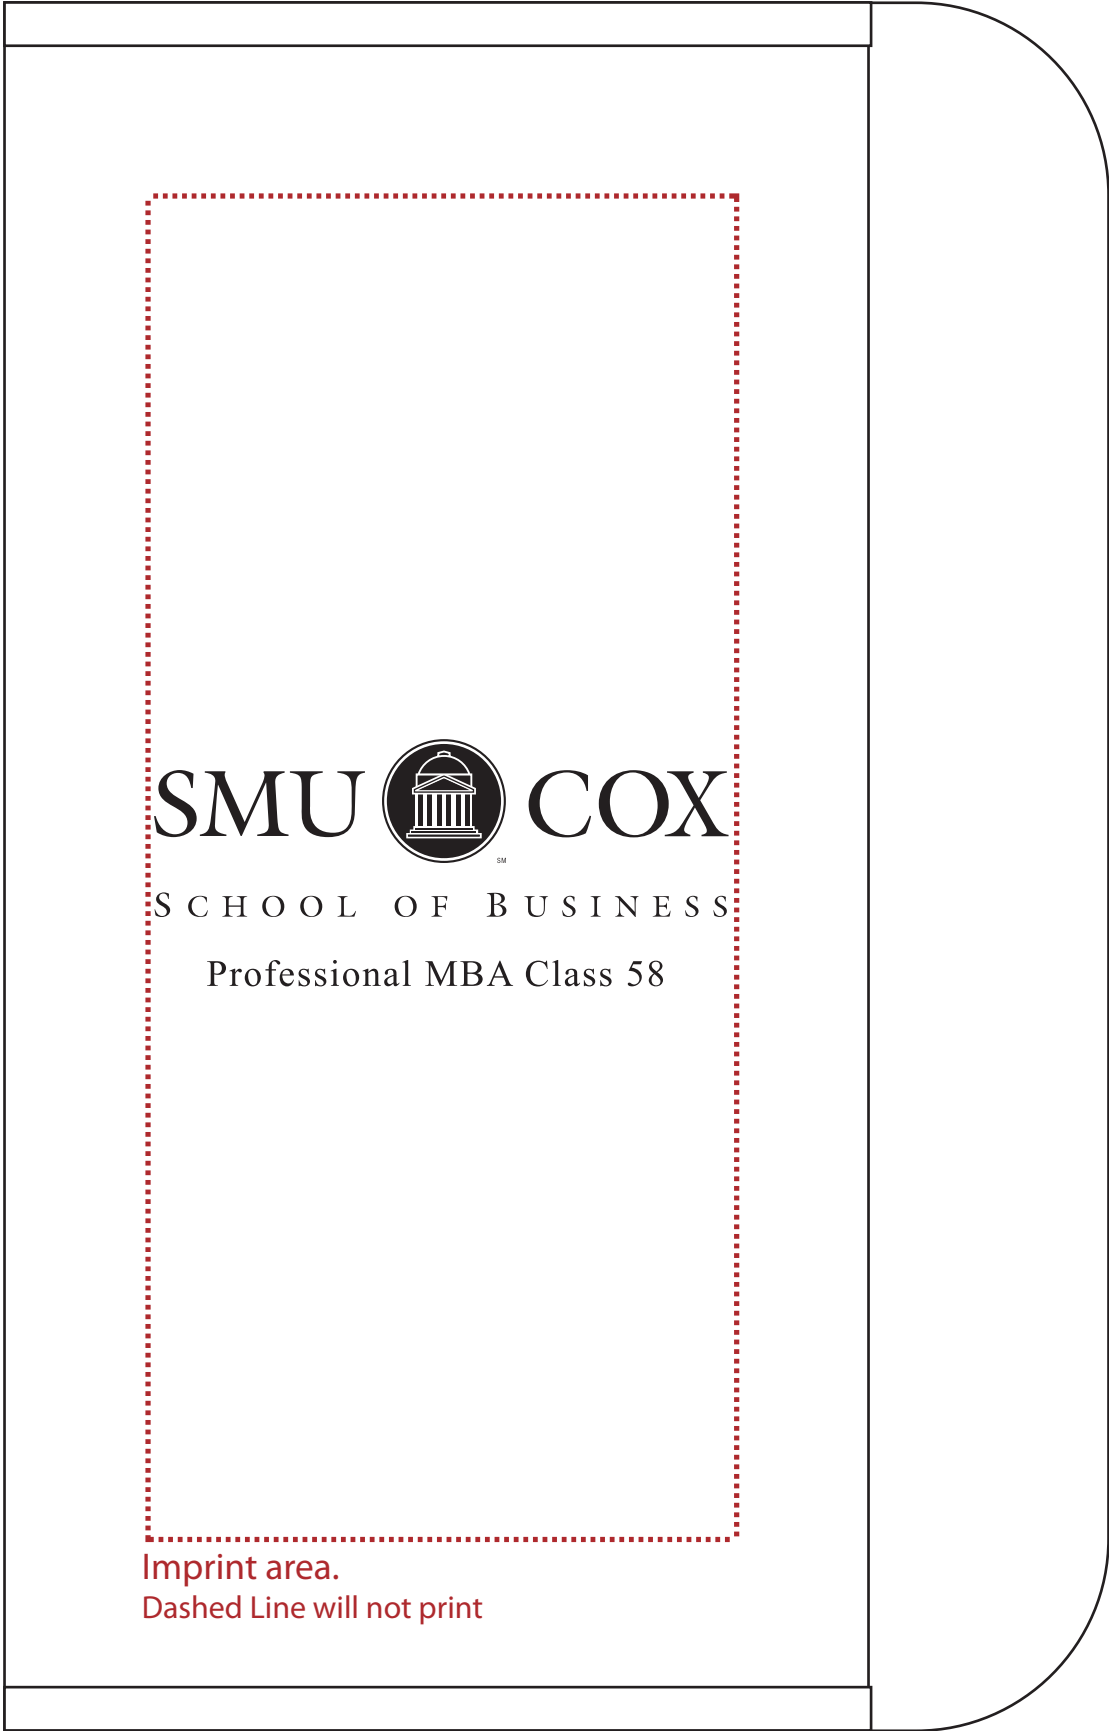 SMU COX
SM
SCHOOL OF BUSINESS
Professional MBA Class 58
Imprint area.
Dashed Line will not print